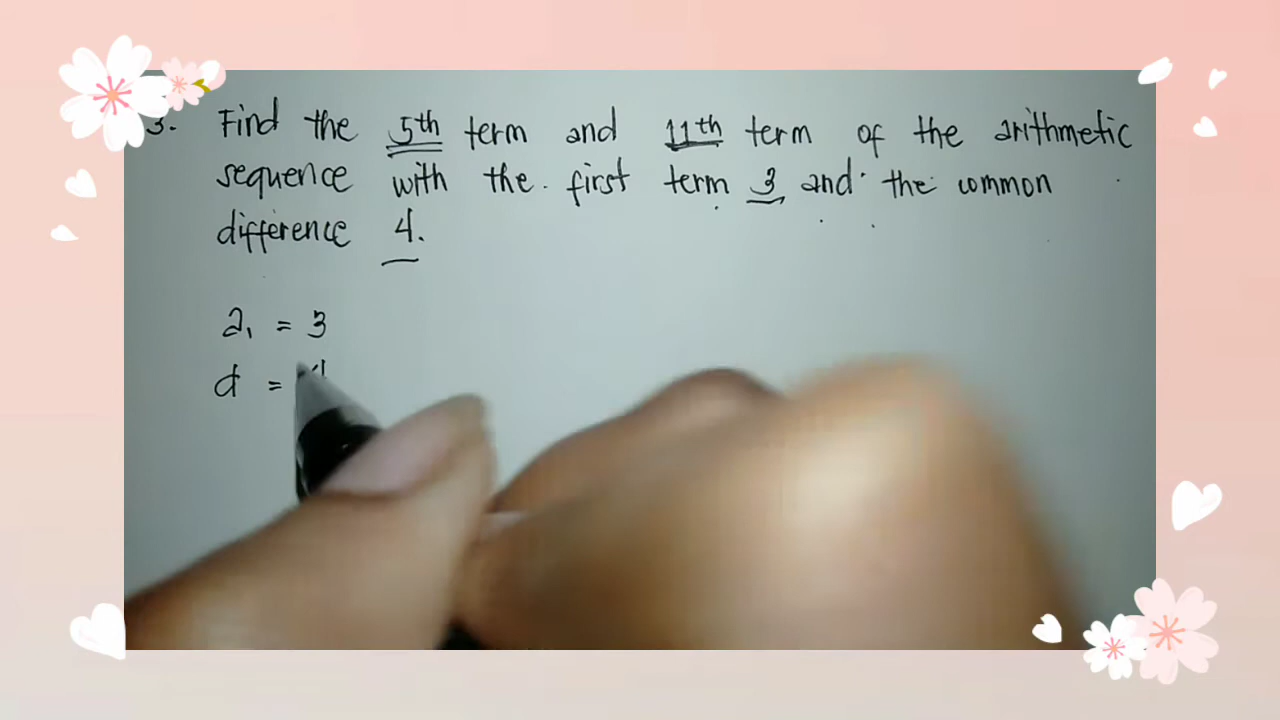 3. Find the 5th term and 11th term of the arithmetic
sequence with the first term 3 and the common
difference 4.
a₁ = 3
d = 4